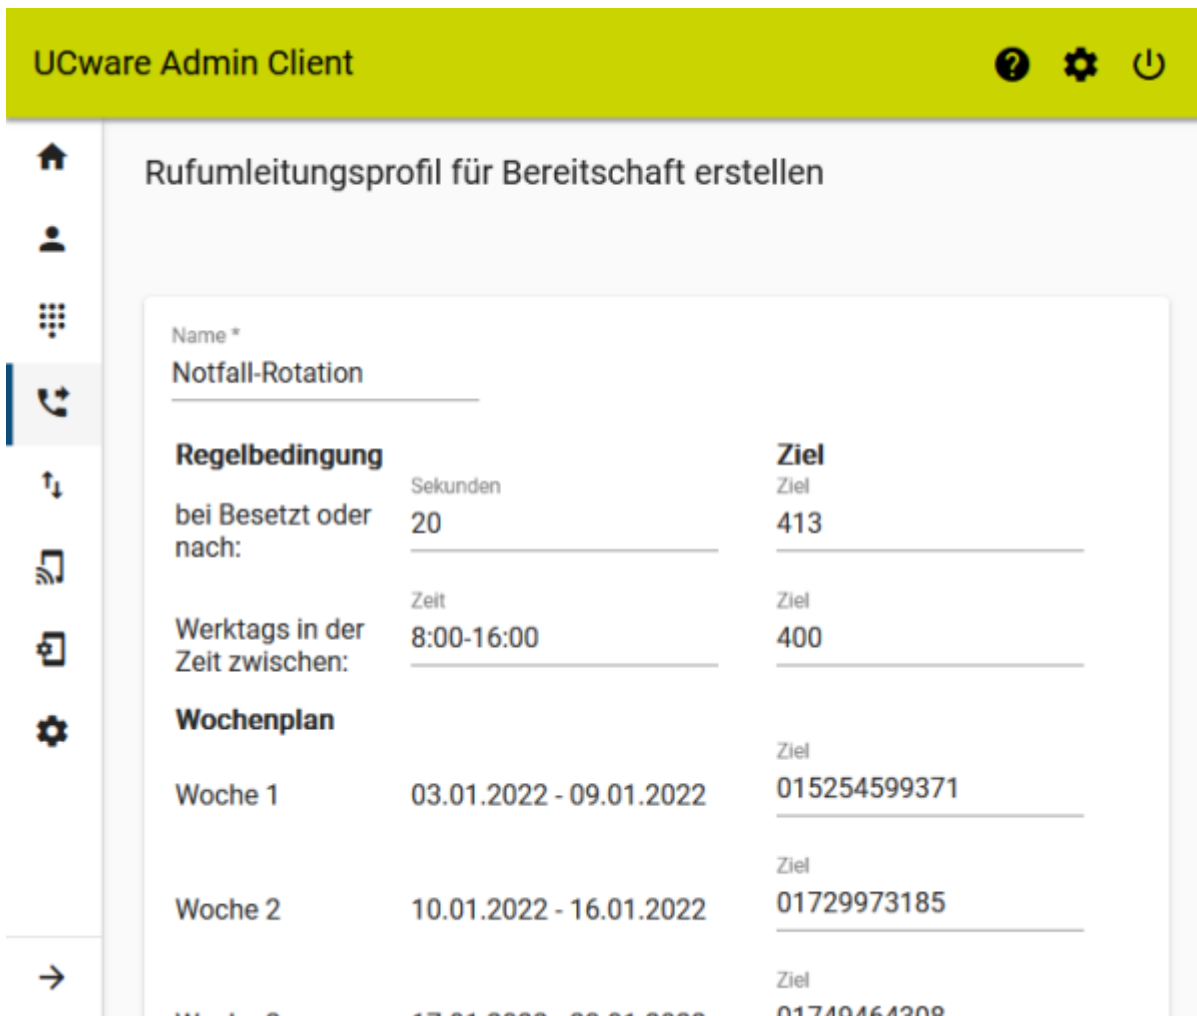 UCware Admin Client
Rufumleitungsprofil für Bereitschaft erstellen
Name *
Notfall-Rotation
Regelbedingung
Ziel
Sekunden
Ziel
bei Besetzt oder
nach:
20
413
Zeit
Ziel
Werktags in der
Zeit zwischen:
8:00-16:00
400
Wochenplan
Ziel
Woche 1
03.01.2022 - 09.01.2022
015254599371
Ziel
Woche 2
10.01.2022 - 16.01.2022
01729973185
Ziel
01749464308